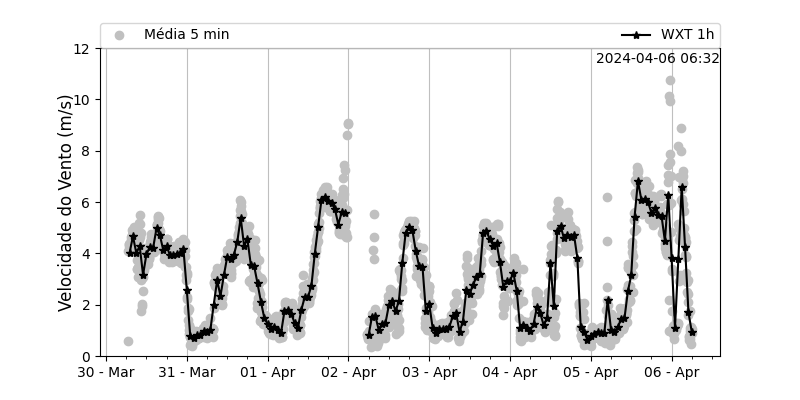 Média 5 min
WXT 1h
2024-04-06 06:32
Velocidade do Vento (m/s)
12
10
8
6
4
2
0
30 - Mar
31 - Mar
01 - Apr
02 - Apr
03 - Apr
04 - Apr
05 - Apr
06 - Apr